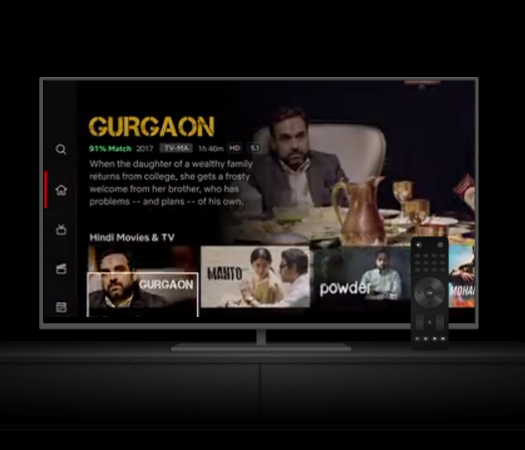 GURGAON
91% Match 2017 TV-MA 1h 40m HD 5.1
When the daughter of a wealthy family
returns from college, she gets a frosty
welcome from her brother, who has
problems -- and plans -- of his own.
Hindi Movies & TV
GURGAON
MANTO
powder
MOHA